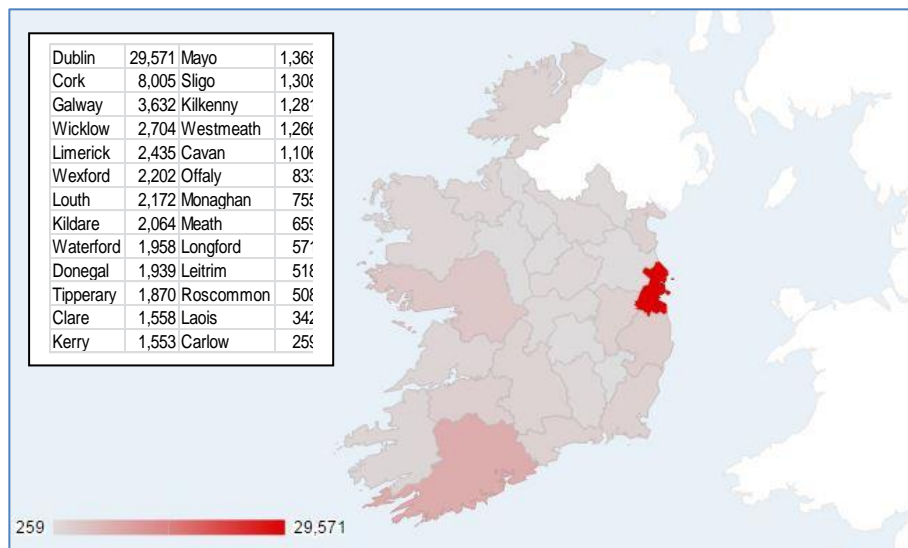 Dublin 29,571 Mayo 1,368
Cork 8,005 Sligo 1,308
Galway 3,632 Kilkenny 1,281
Wicklow 2,704 Westmeath 1,266
Limerick 2,435 Cavan 1,106
Wexford 2,202 Offaly 833
Louth 2,172 Monaghan 755
Kildare 2,064 Meath 659
Waterford 1,958 Longford 571
Donegal 1,939 Leitrim 518
Tipperary 1,870 Roscommon 508
Clare 1,558 Laois 342
Kerry 1,553 Carlow 259
259 29,571